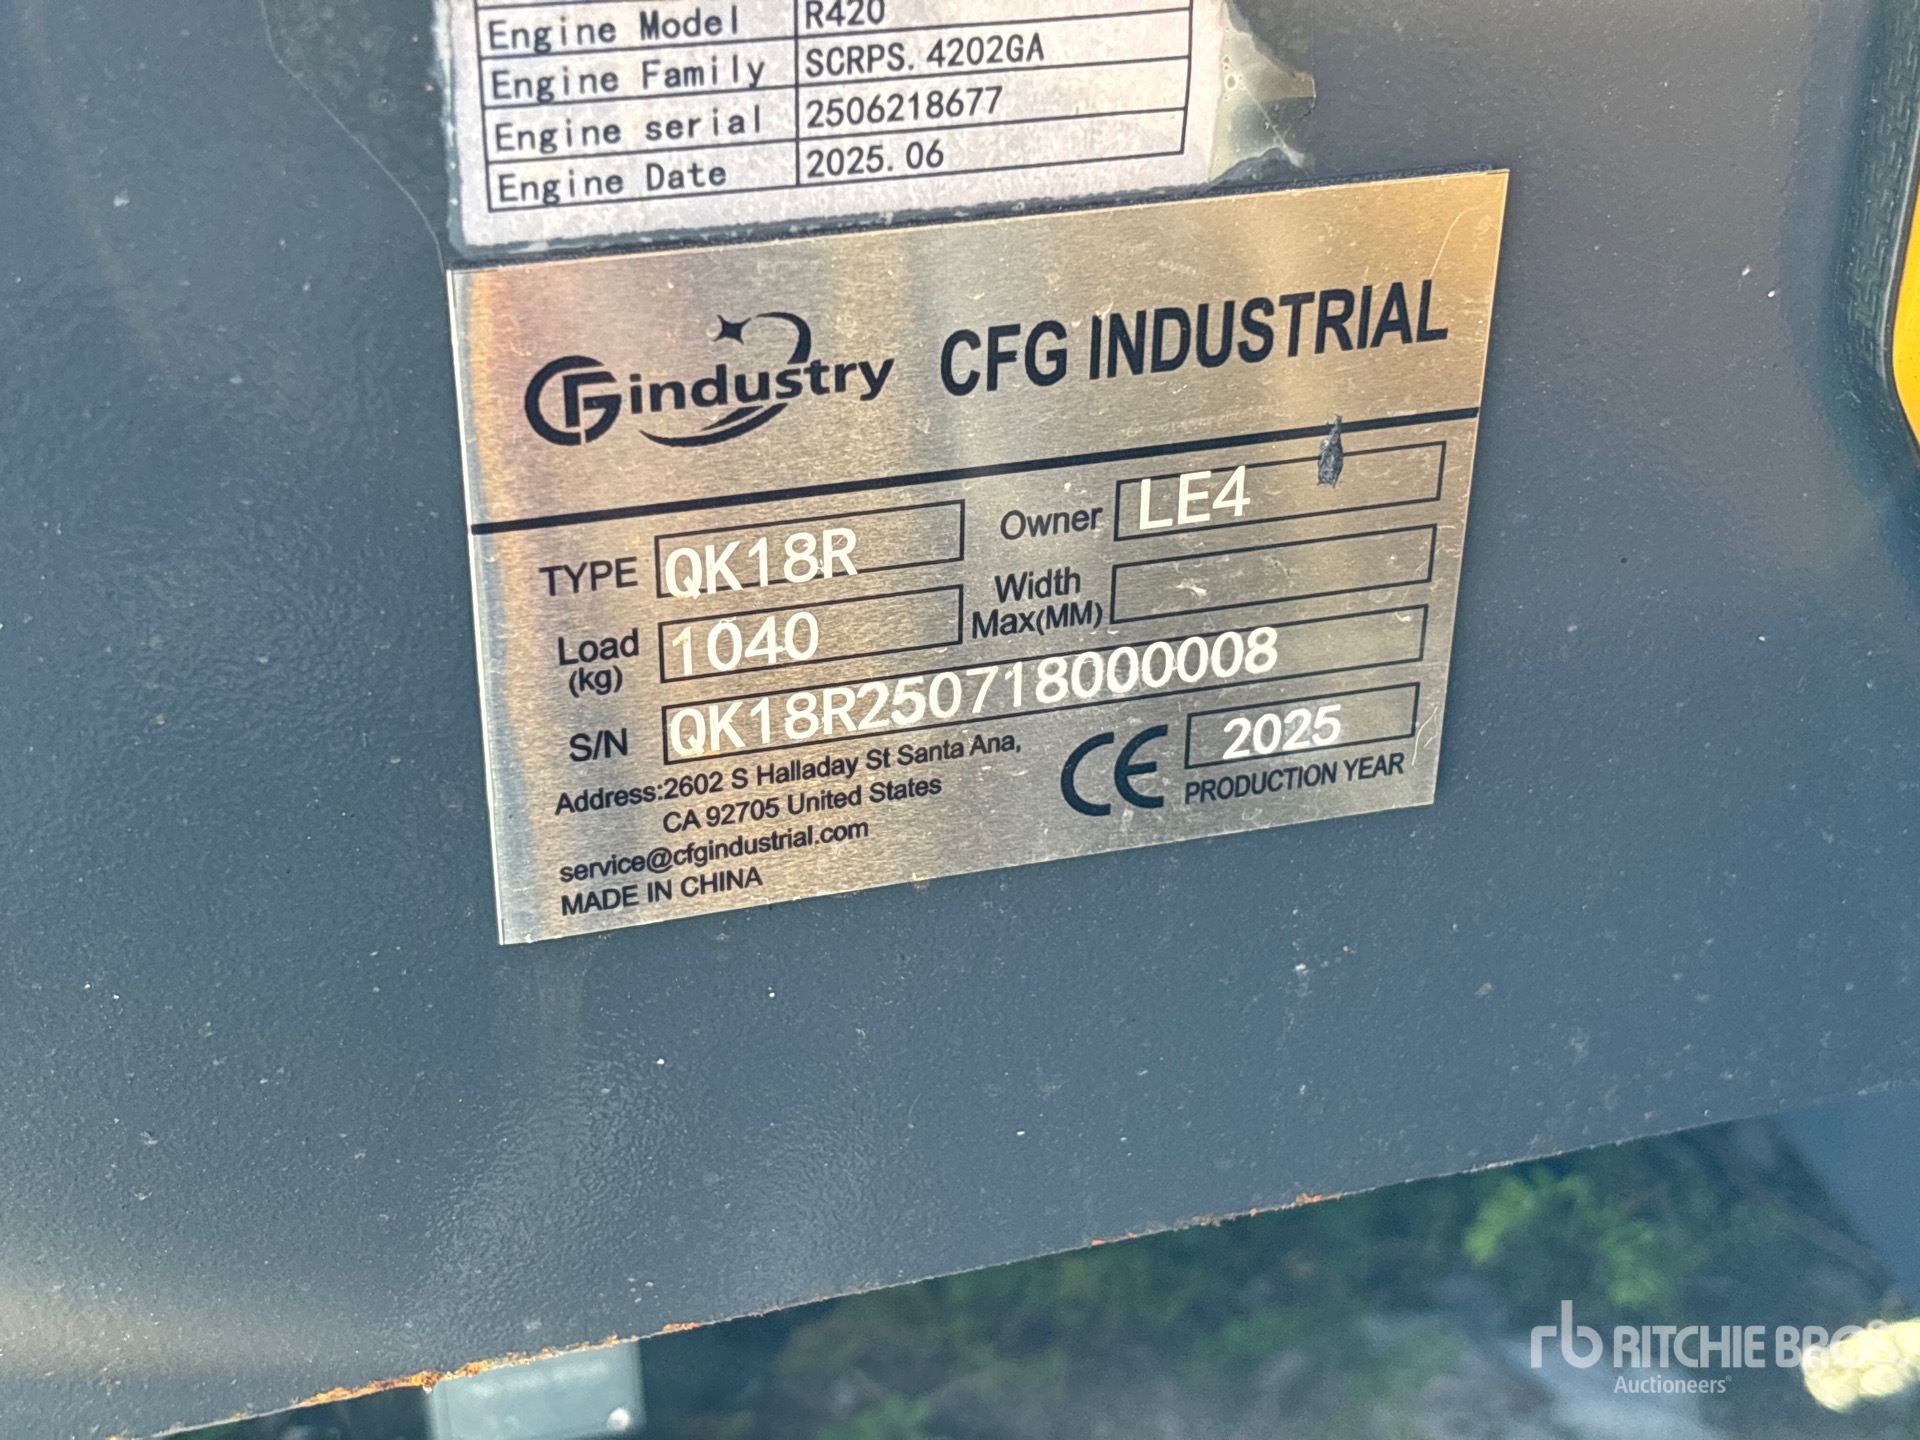 Engine Model R420
Engine Family SCRPS. 4202GA
Engine serial 2506218677
Engine Date 2025. 06
GFindustry CFG INDUSTRIAL
TYPE QK18R Owner LE4
Load (kg) 1040 Width Max(MM)
S/N QK18R250718000008
Address:2602 S Halladay St Santa Ana,
CA 92705 United States
service@cfgindustrial.com
MADE IN CHINA
CE 2025
PRODUCTION YEAR
rb RITCHIE BROS.
Auctioneers